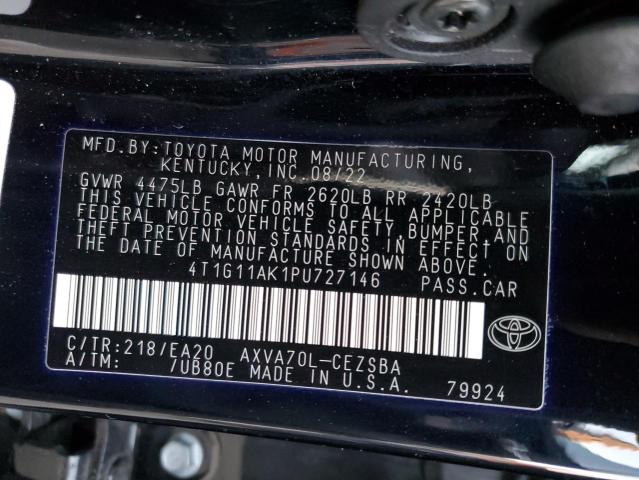 MFD.BY:TOYOTA MOTOR MANUFACTURING,
KENTUCKY,INC.08/22
GVWR 4475LB GAWR FR 2620LB RR 2420LB
THIS VEHICLE CONFORMS TO ALL APPLICABLE
FEDERAL MOTOR VEHICLE SAFETY,BUMPER,AND
THEFT PREVENTION STANDARDS IN EFFECT ON
THE DATE OF MANUFACTURE SHOWN ABOVE.
4T1G11AK1PU727146 PASS.CAR
C/TR:218/EA20 AXVA70L-CEZSBA
A/TM: /UB80E MADE IN U.S.A. 79924